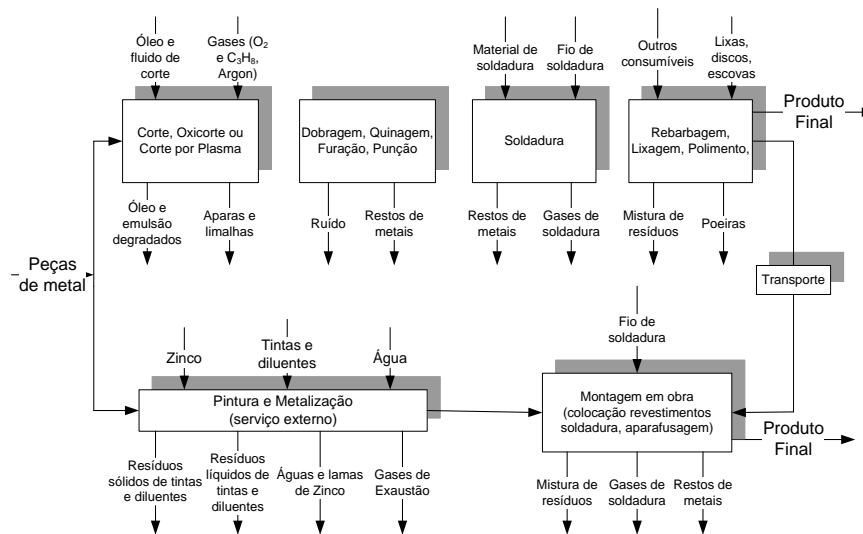 Óleo e
fluido de
corte
Gases (O2
e C3H8,
Argon)
Material de
soldadura
Fio de
soldadura
Outros
consumíveis
Lixas,
discos,
escovas
Produto
Final
Corte, Oxicorte ou
Corte por Plasma
Dobragem, Quinagem,
Furação, Punção
Soldadura
Rebarbagem,
Lixagem, Polimento,
Óleo e
emulsão
degradados
Aparas e
limalhas
Ruído
Restos de
metais
Restos de
metais
Gases de
soldadura
Mistura de
resíduos
Poeiras
Peças
de metal
Transporte
Zinco
Tintas e
diluentes
Água
Fio de
soldadura
Pintura e Metalização
(serviço externo)
Montagem em obra
(colocação revestimentos
soldadura, aparafusagem)
Produto
Final
Resíduos
sólidos de tintas
e diluentes
Resíduos
líquidos de
tintas e
diluentes
Águas e lamas
de Zinco
Gases de
Exaustão
Mistura de
resíduos
Gases de
soldadura
Restos de
metais